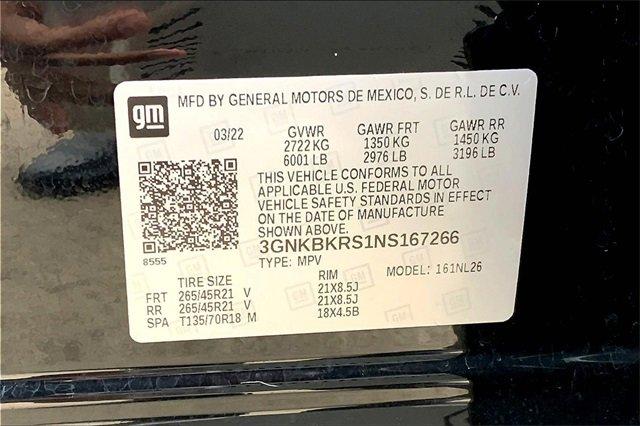 gm MFD BY GENERAL MOTORS DE MEXICO, S. DE R.L. DE C.V.
03/22 GVWR GAWR FRT GAWR RR
2722 KG 1350 KG 1450 KG
6001 LB 2976 LB 3196 LB
THIS VEHICLE CONFORMS TO ALL
APPLICABLE U.S. FEDERAL MOTOR
VEHICLE SAFETY STANDARDS IN EFFECT
ON THE DATE OF MANUFACTURE
SHOWN ABOVE.
3GNKBKRS1NS167266
8555 TYPE: MPV MODEL: 161NL26
TIRE SIZE RIM
FRT 265/45R21 V 21X8.5J
RR 265/45R21 V 21X8.5J
SPA T135/70R18 M 18X4.5B